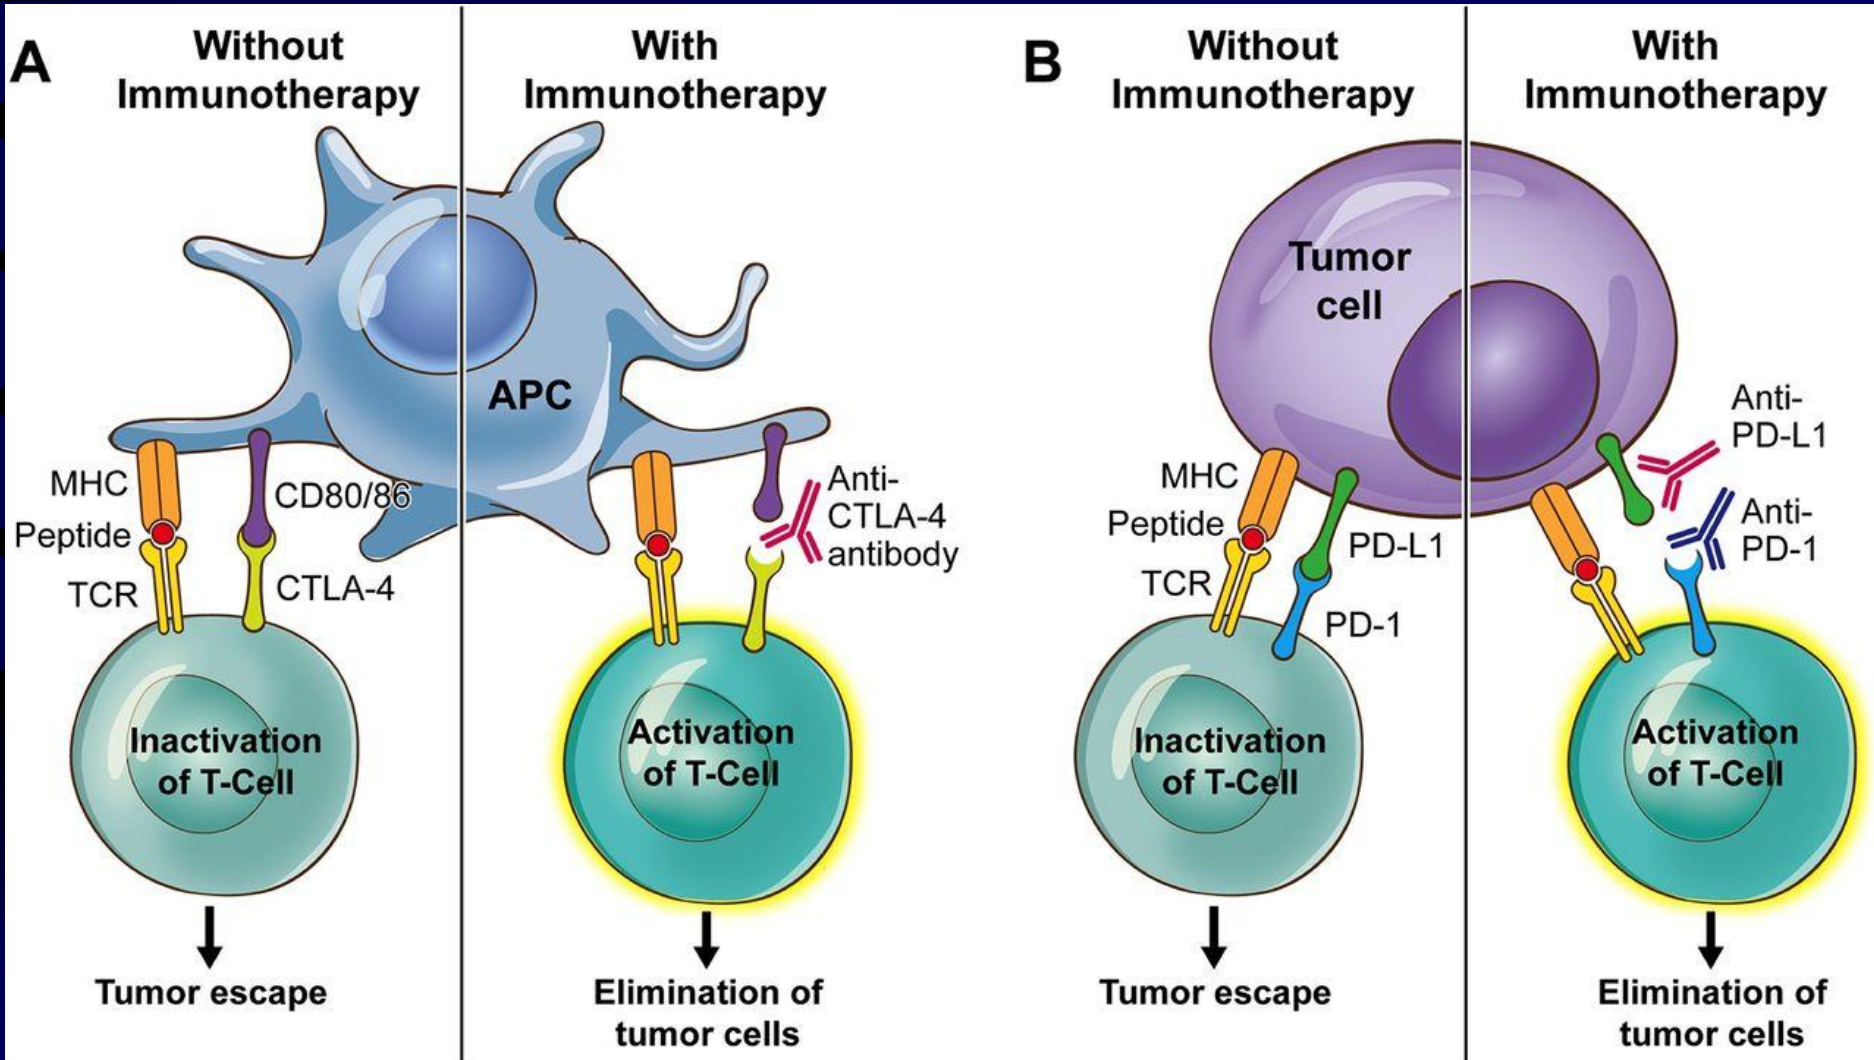 A
Without
Immunotherapy
With
Immunotherapy
APC
MHC
Peptide
TCR
CD80/86
CTLA-4
Anti-
CTLA-4
antibody
Inactivation
of T-Cell
Activation
of T-Cell
Tumor escape
Elimination of
tumor cells
B
Without
Immunotherapy
With
Immunotherapy
Tumor
cell
MHC
Peptide
TCR
PD-L1
PD-1
Anti-
PD-L1
Anti-
PD-1
Inactivation
of T-Cell
Activation
of T-Cell
Tumor escape
Elimination of
tumor cells